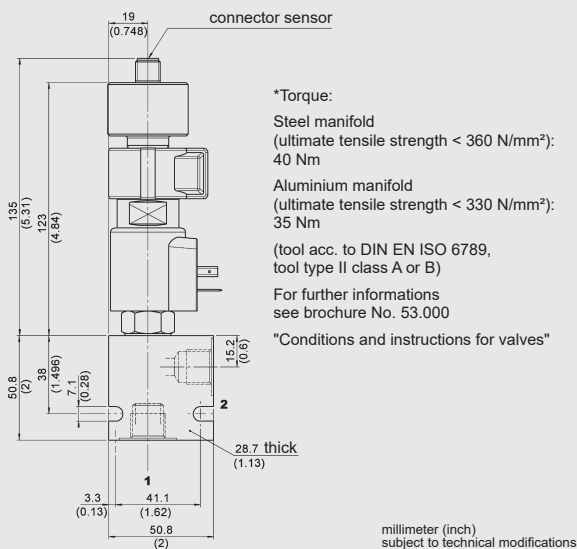 19
(0.748)
connector sensor
135
(5.31)
123
(4.84)
*Torque:
Steel manifold
(ultimate tensile strength < 360 N/mm²):
40 Nm
Aluminium manifold
(ultimate tensile strength < 330 N/mm²):
35 Nm
(tool acc. to DIN EN ISO 6789,
tool type II class A or B)
For further informations
see brochure No. 53.000
"Conditions and instructions for valves"
50.8
(2)
38
(1.496)
7.1
(0.28)
15.2
(0.6)
2
28.7 thick
(1.13)
1
3.3
(0.13)
41.1
(1.62)
50.8
(2)
millimeter (inch)
subject to technical modifications